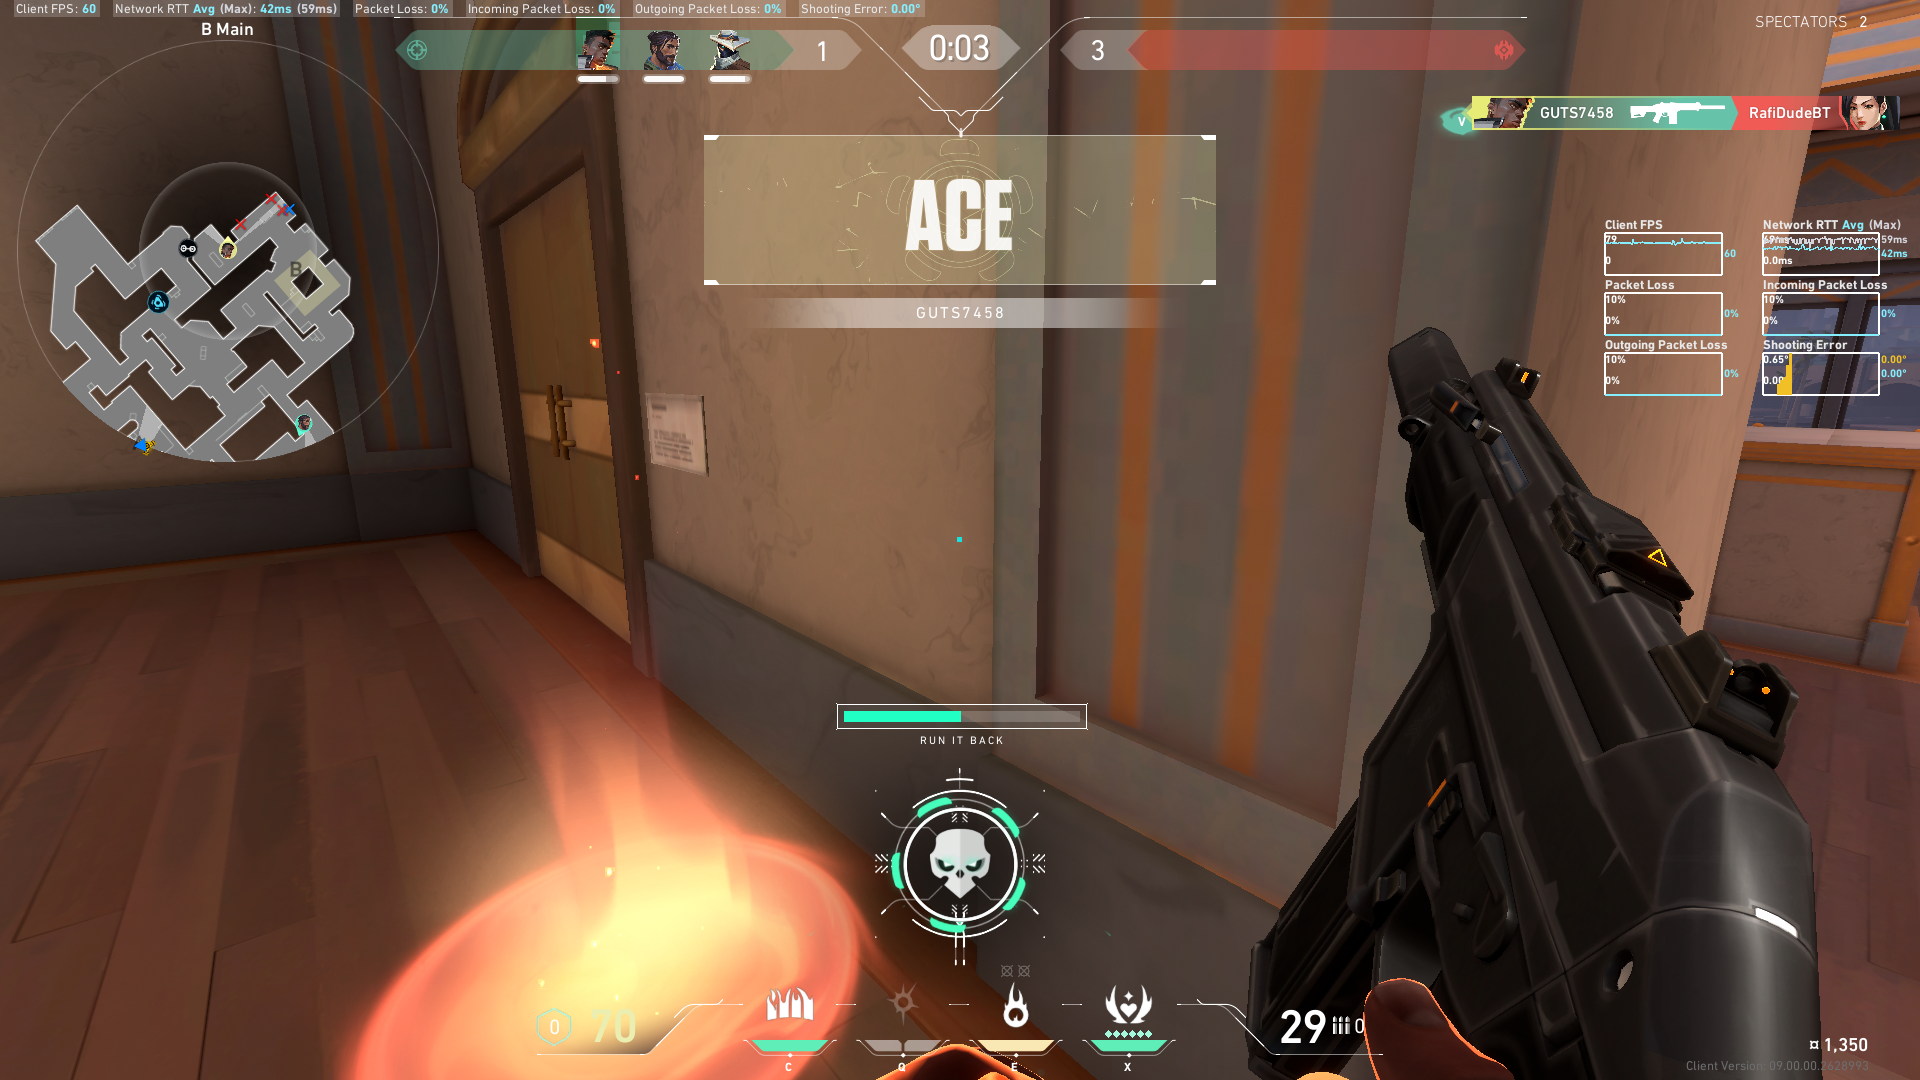 Client FPS: 60 Network RTT Avg (Max): 42ms (59ms) Packet Loss: 0% Incoming Packet Loss: 0% Outgoing Packet Loss: 0% Shooting Error: 0.00°
B Main
1
0:03
3
SPECTATORS 2
V GUTS7458 RafiDudeBT
ACE
GUTS7458
B
Client FPS
79
0
60
Network RTT Avg (Max)
59ms
42ms
0.0ms
Packet Loss
10%
0%
0%
Incoming Packet Loss
10%
0%
0%
Outgoing Packet Loss
10%
0%
0%
Shooting Error
0.65°
0.00°
0.00°
RUN IT BACK
0 70
29 0
C Q E X
1,350
Client Version: 09.00.00.2628993